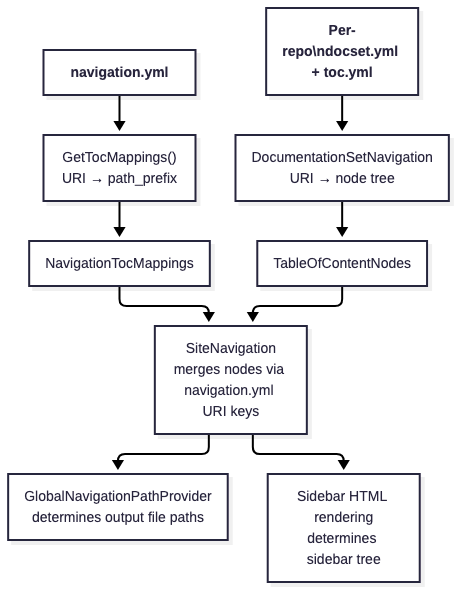 navigation.yml
Per-
repo\ndocset.yml
+ toc.yml
GetTocMappings()
URI → path_prefix
DocumentationSetNavigation
URI → node tree
NavigationTocMappings
TableOfContentNodes
SiteNavigation
merges nodes via
navigation.yml
URI keys
GlobalNavigationPathProvider
determines output file paths
Sidebar HTML
rendering
determines
sidebar tree